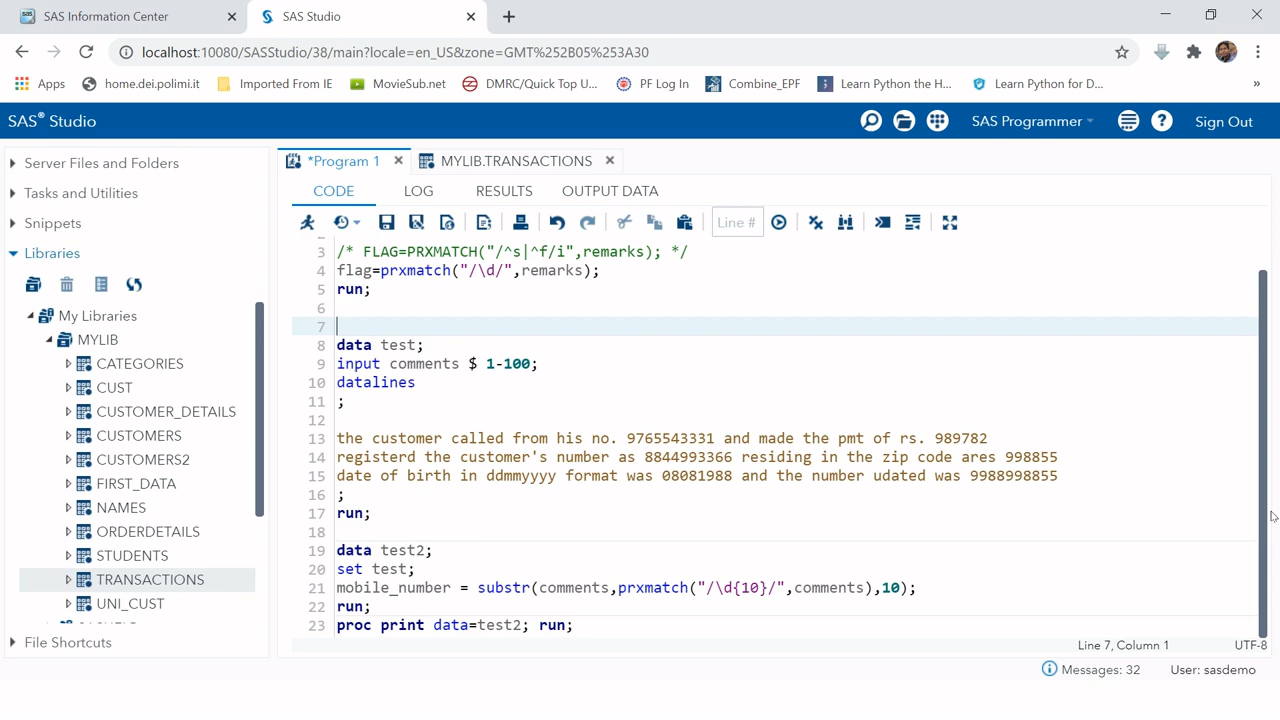 SAS Information Center
SAS Studio
localhost:10080/SASStudio/38/main?locale=en_US&zone=GMT%252B05%253A30
Apps home.dei.polimi.it Imported From IE MovieSub.net DMRC/Quick Top U... PF Log In Combine_EPF Learn Python the H... Learn Python for D... »
SAS® Studio SAS Programmer Sign Out
Server Files and Folders
Tasks and Utilities
Snippets
Libraries
My Libraries
MYLIB
CATEGORIES
CUST
CUSTOMER_DETAILS
CUSTOMERS
CUSTOMERS2
FIRST_DATA
NAMES
ORDERDETAILS
STUDENTS
TRANSACTIONS
UNI_CUST
File Shortcuts
*Program 1 MYLIB.TRANSACTIONS
CODE LOG RESULTS OUTPUT DATA
Line #
3 /* FLAG=PRXMATCH("/^s|^f/i",remarks); */
4 flag=prxmatch("/\d/",remarks);
5 run;
6
7
8 data test;
9 input comments $ 1-100;
10 datalines
11 ;
12
13 the customer called from his no. 9765543331 and made the pmt of rs. 989782
14 registerd the customer's number as 8844993366 residing in the zip code ares 998855
15 date of birth in ddmmyyyy format was 08081988 and the number udated was 9988998855
16 ;
17 run;
18
19 data test2;
20 set test;
21 mobile_number = substr(comments,prxmatch("/\d{10}/",comments),10);
22 run;
23 proc print data=test2; run;
Line 7, Column 1 UTF-8
Messages: 32 User: sasdemo